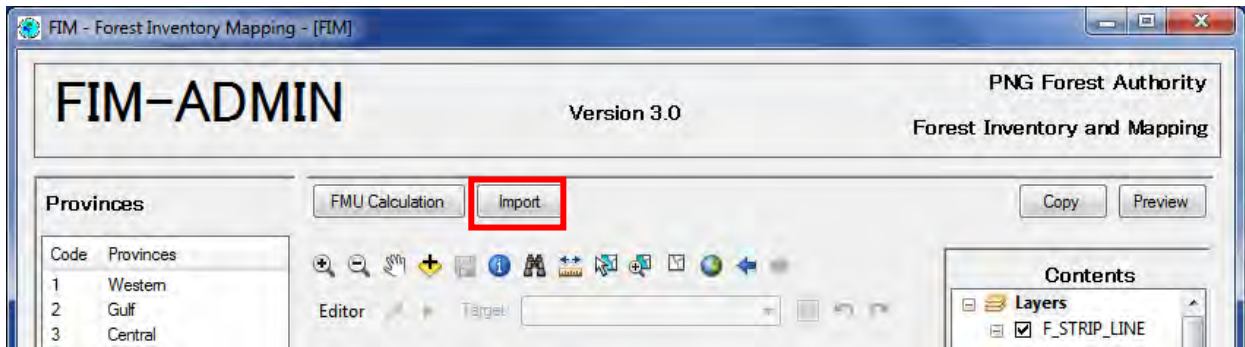 FIM - Forest Inventory Mapping - [FIM]
FIM-ADMIN
Version 3.0
PNG Forest Authority
Forest Inventory and Mapping
Provinces
FMU Calculation
Import
Copy
Preview
Code Provinces
1 Western
2 Gulf
3 Central
Editor
Target:
Contents
Layers
F_STRIP_LINE